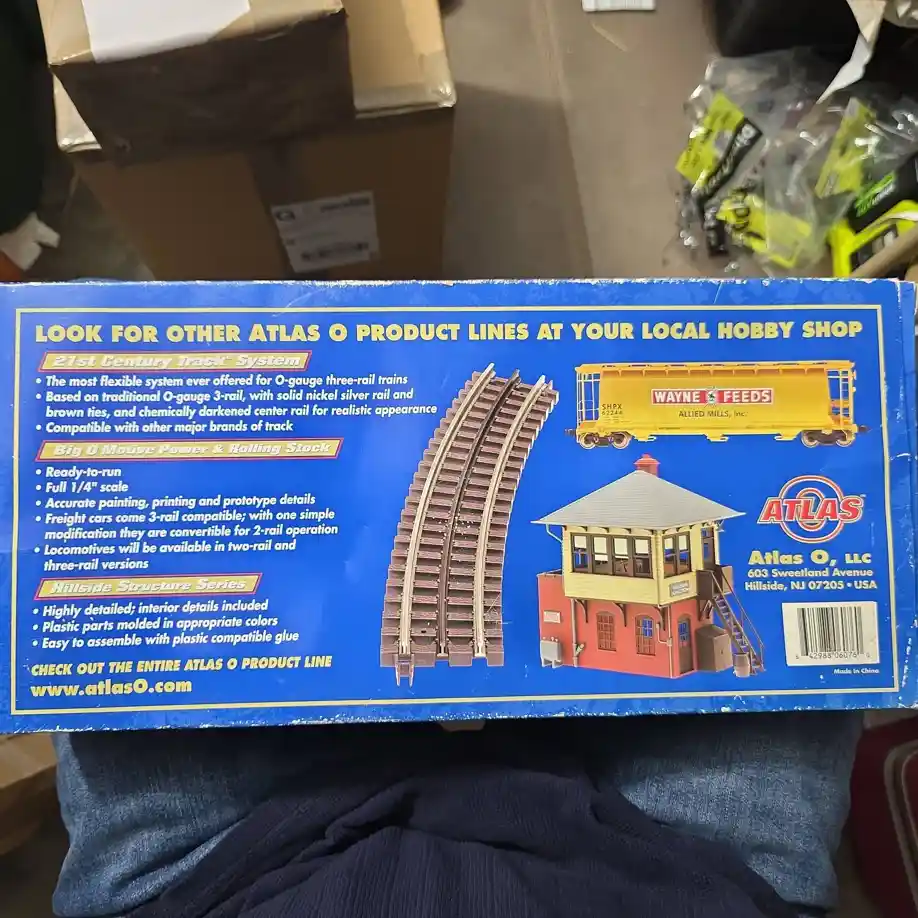 LOOK FOR OTHER ATLAS O PRODUCT LINES AT YOUR LOCAL HOBBY SHOP
21st Century Track™ System
• The most flexible system ever offered for O-gauge three-rail trains
• Based on traditional O-gauge 3-rail, with solid nickel silver rail and
brown ties, and chemically darkened center rail for realistic appearance
• Compatible with other major brands of track
Big O Motive Power & Rolling Stock
• Ready-to-run
• Full 1/4" scale
• Accurate painting, printing and prototype details
• Freight cars come 3-rail compatible; with one simple
modification they are convertible for 2-rail operation
• Locomotives will be available in two-rail and
three-rail versions
Hillside Structure Series
• Highly detailed; interior details included
• Plastic parts molded in appropriate colors
• Easy to assemble with plastic compatible glue
CHECK OUT THE ENTIRE ATLAS O PRODUCT LINE
www.atlasO.com
WAYNE FEEDS
ALLIED MILLS, Inc.
SHPX
ATLAS
Atlas O, LLC
603 Sweetland Avenue
Hillside, NJ 07205 • USA
Made in China